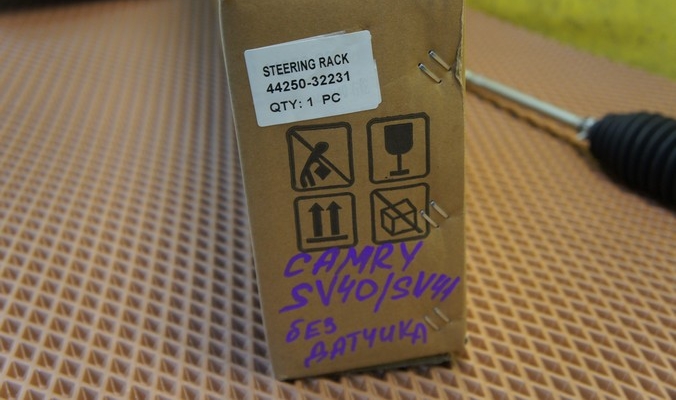 STEERING RACK
44250-32231
QTY: 1 PC
CAMRY
SV40/SV41
БЕЗ
ДАТЧИКА